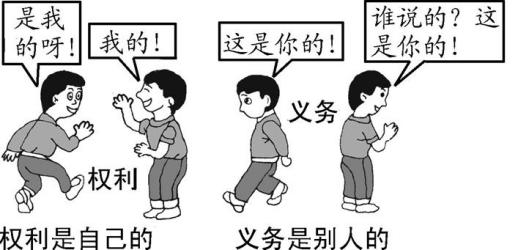 是我
的呀！
我的！
权利
权利是自己的
这是你的！
谁说的？这
是你的！
义务
义务是别人的